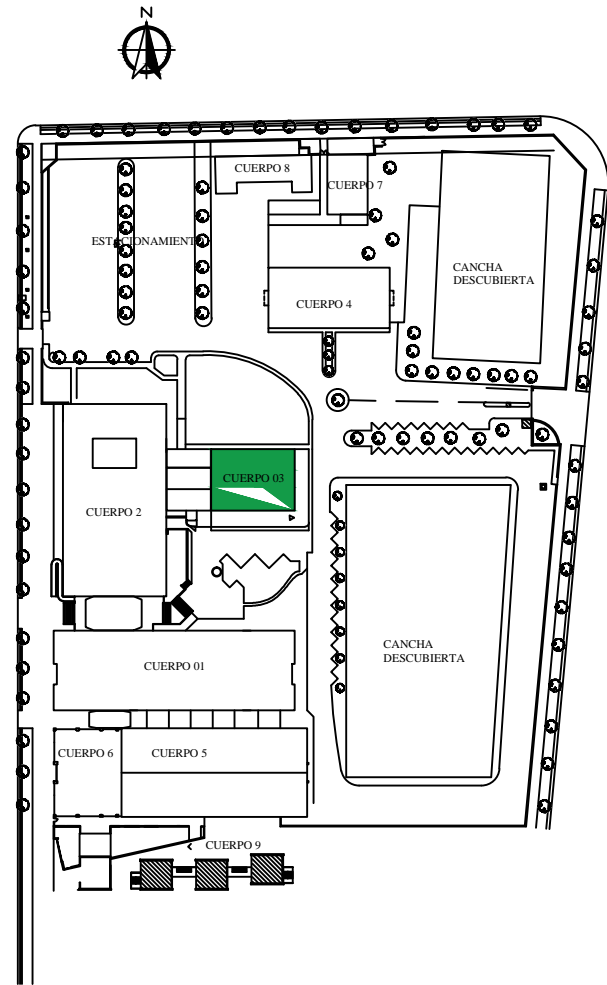 N
CUERPO 8
CUERPO 7
ESTACIONAMIENTO
CANCHA
DESCUBIERTA
CUERPO 4
CUERPO 03
CUERPO 2
CANCHA
DESCUBIERTA
CUERPO 01
CUERPO 6
CUERPO 5
CUERPO 9